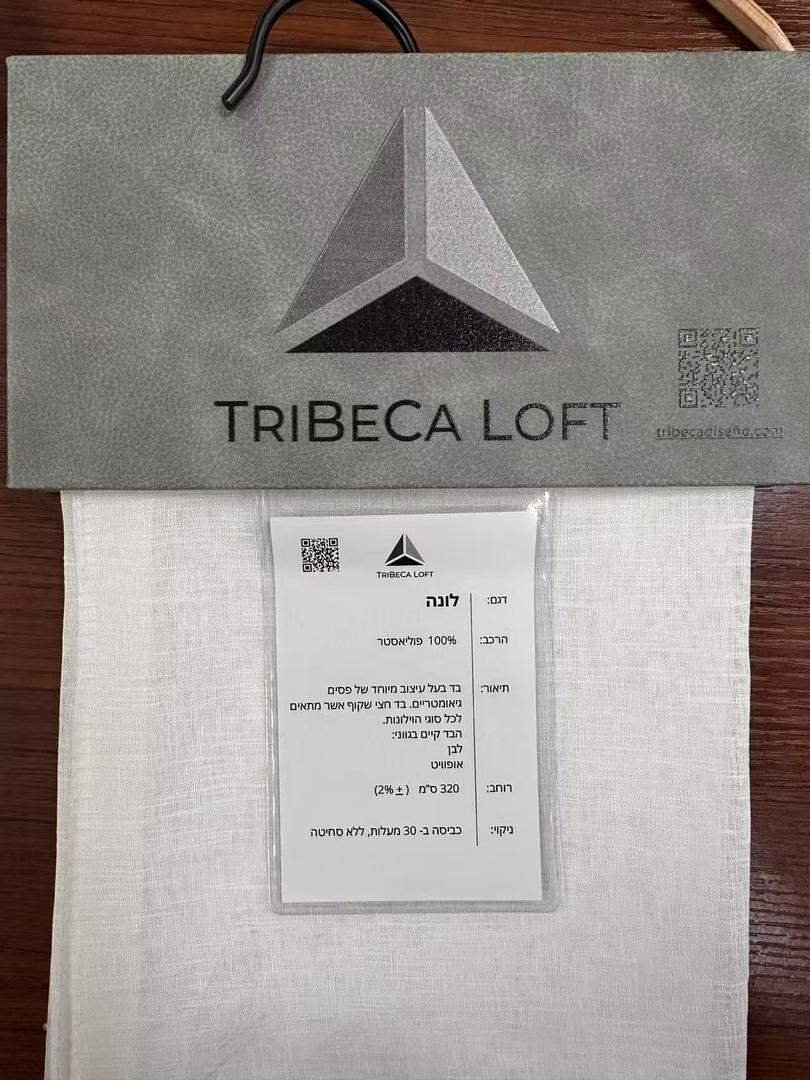 TRIBECA LOFT
tribecadiseño.com
TRIBECA LOFT
דגם: לונה
הרכב: 100% פוליאסטר
תיאור: בד בעל עיצוב מיוחד של פסים
גיאומטריים. בד חצי שקוף אשר מתאים
לכל סוגי הוילונות.
הבד קיים בגווני:
לבן
אופוויט
רוחב: 320 ס"מ (± 2%)
ניקוי: כביסה ב- 30 מעלות, ללא סחיטה